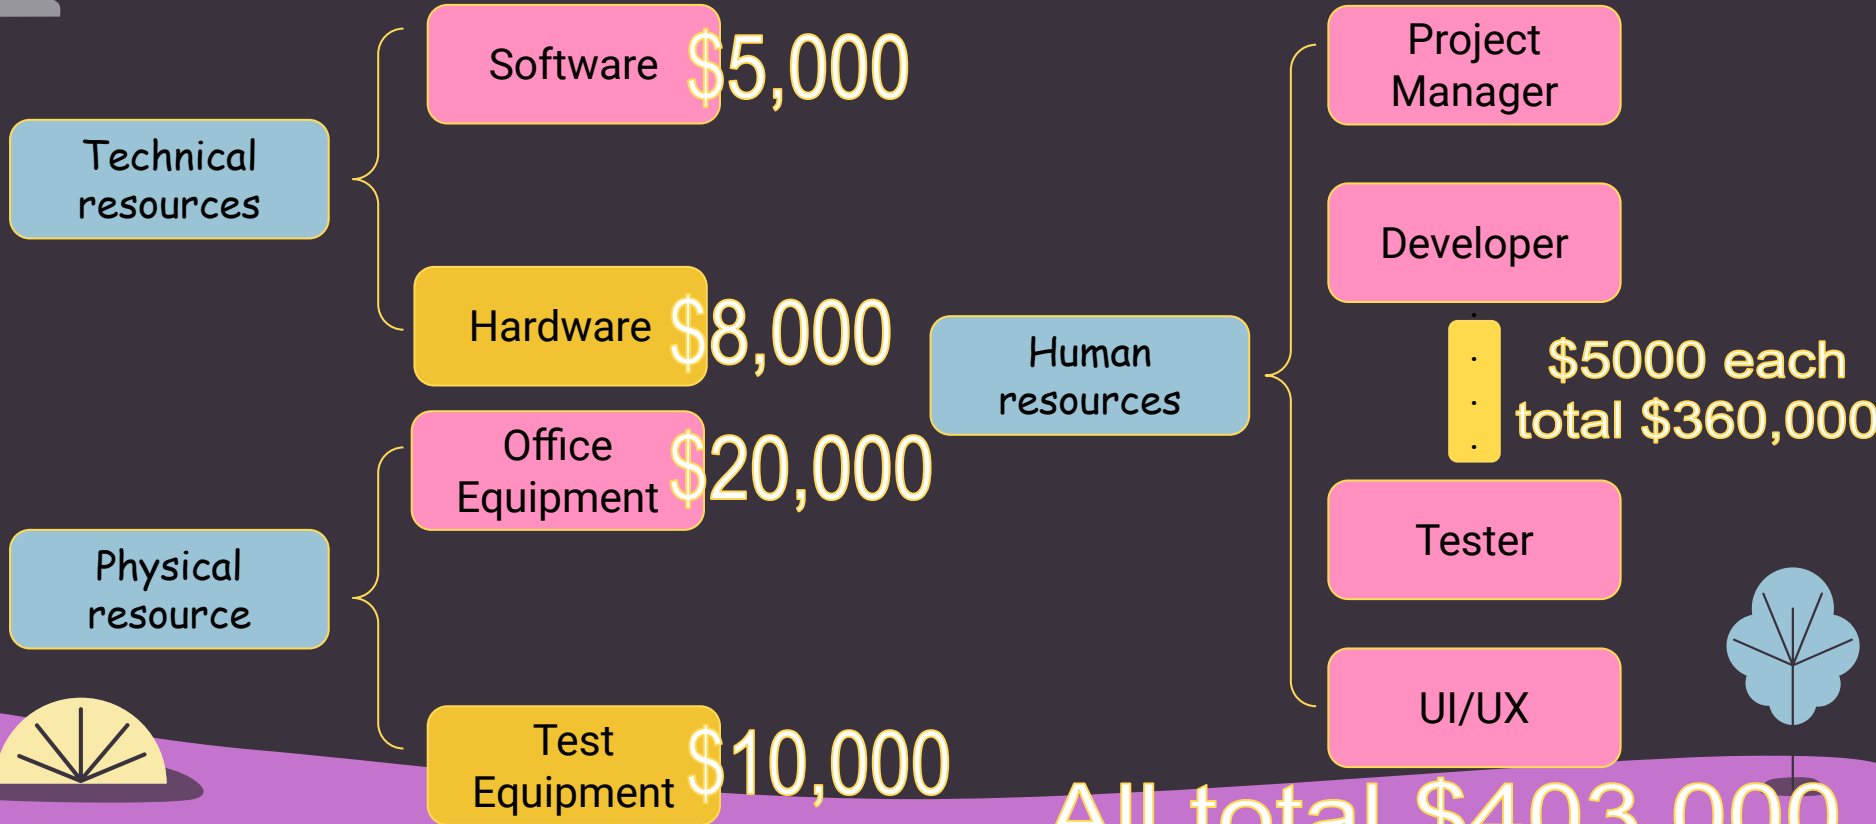 Technical
resources
Software
$5,000
Hardware
$8,000
Physical
resource
Office
Equipment
$20,000
Test
Equipment
$10,000
Human
resources
Project
Manager
Developer
.
.
.
.
$5000 each
total $360,000
Tester
UI/UX
All total $403,000